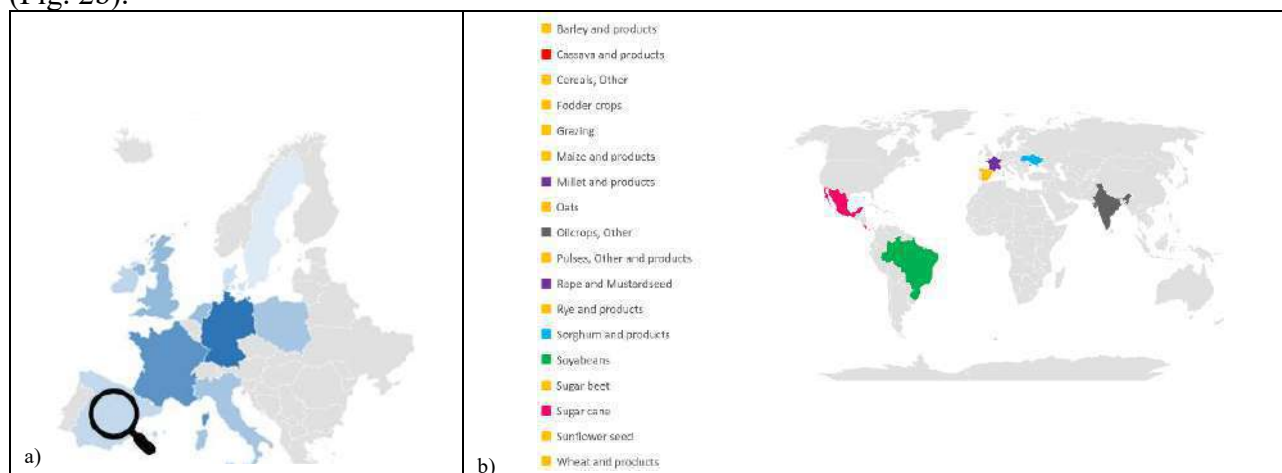 (Fig. 2b).
Barley and products
Cassava and products
Cereals, Other
Fodder crops
Grazing
Maize and products
Millet and products
Oats
Oilcrops, Other
Pulses, Other and products
Rape and Mustardseed
Rye and products
Sorghum and products
Soyabeans
Sugar beet
Sugar cane
Sunflower seed
Wheat and products
a)
b)